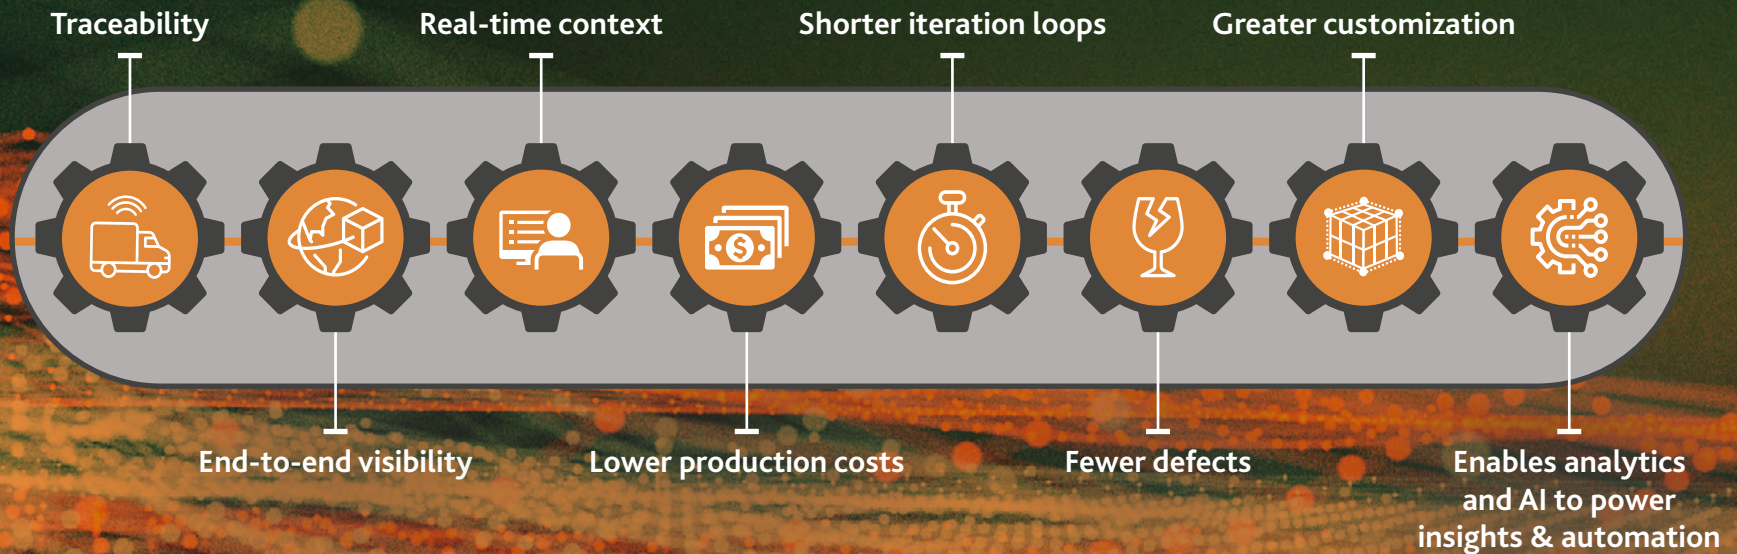 Traceability
Real-time context
Shorter iteration loops
Greater customization
$
End-to-end visibility
Lower production costs
Fewer defects
Enables analytics
and AI to power
insights & automation